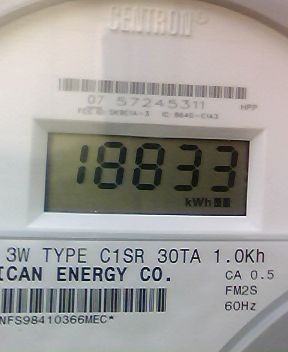 CENTRON®
07 57245311 HPP
18833
kWh
3W TYPE C1SR 30TA 1.0Kh
ICAN ENERGY CO. CA 0.5
FM2S
60Hz
NFS98410366MEC*